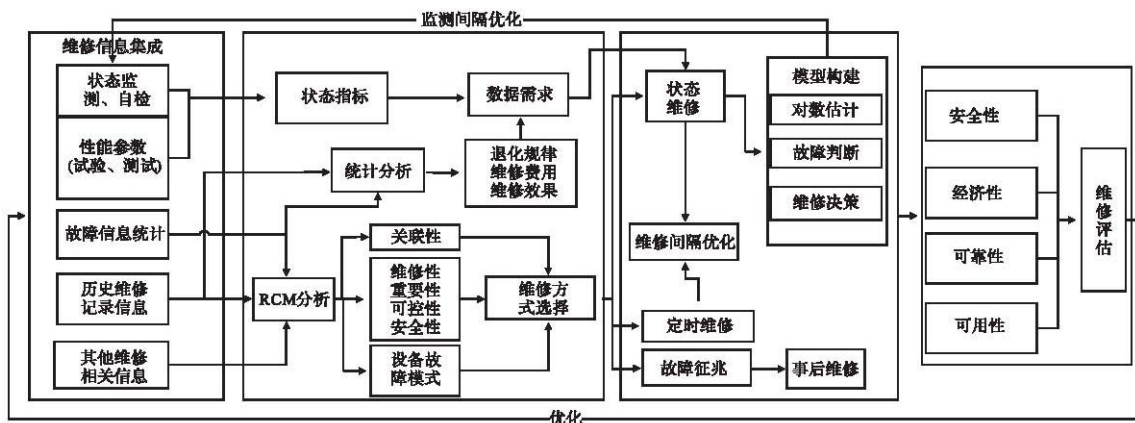 监测间隔优化
维修信息集成
状态监
测、自检
性能参数
(试验、测试)
故障信息统计
历史维修
记录信息
其他维修
相关信息
状态指标
数据需求
统计分析
退化规律
维修费用
维修效果
RCM分析
关联性
维修性
重要性
可控性
安全性
设备故
障模式
维修方
式选择
状态
维修
维修间隔优化
定时维修
故障征兆
事后维修
模型构建
对数估计
故障判断
维修决策
安全性
经济性
可靠性
可用性
维
修
评
估
优化